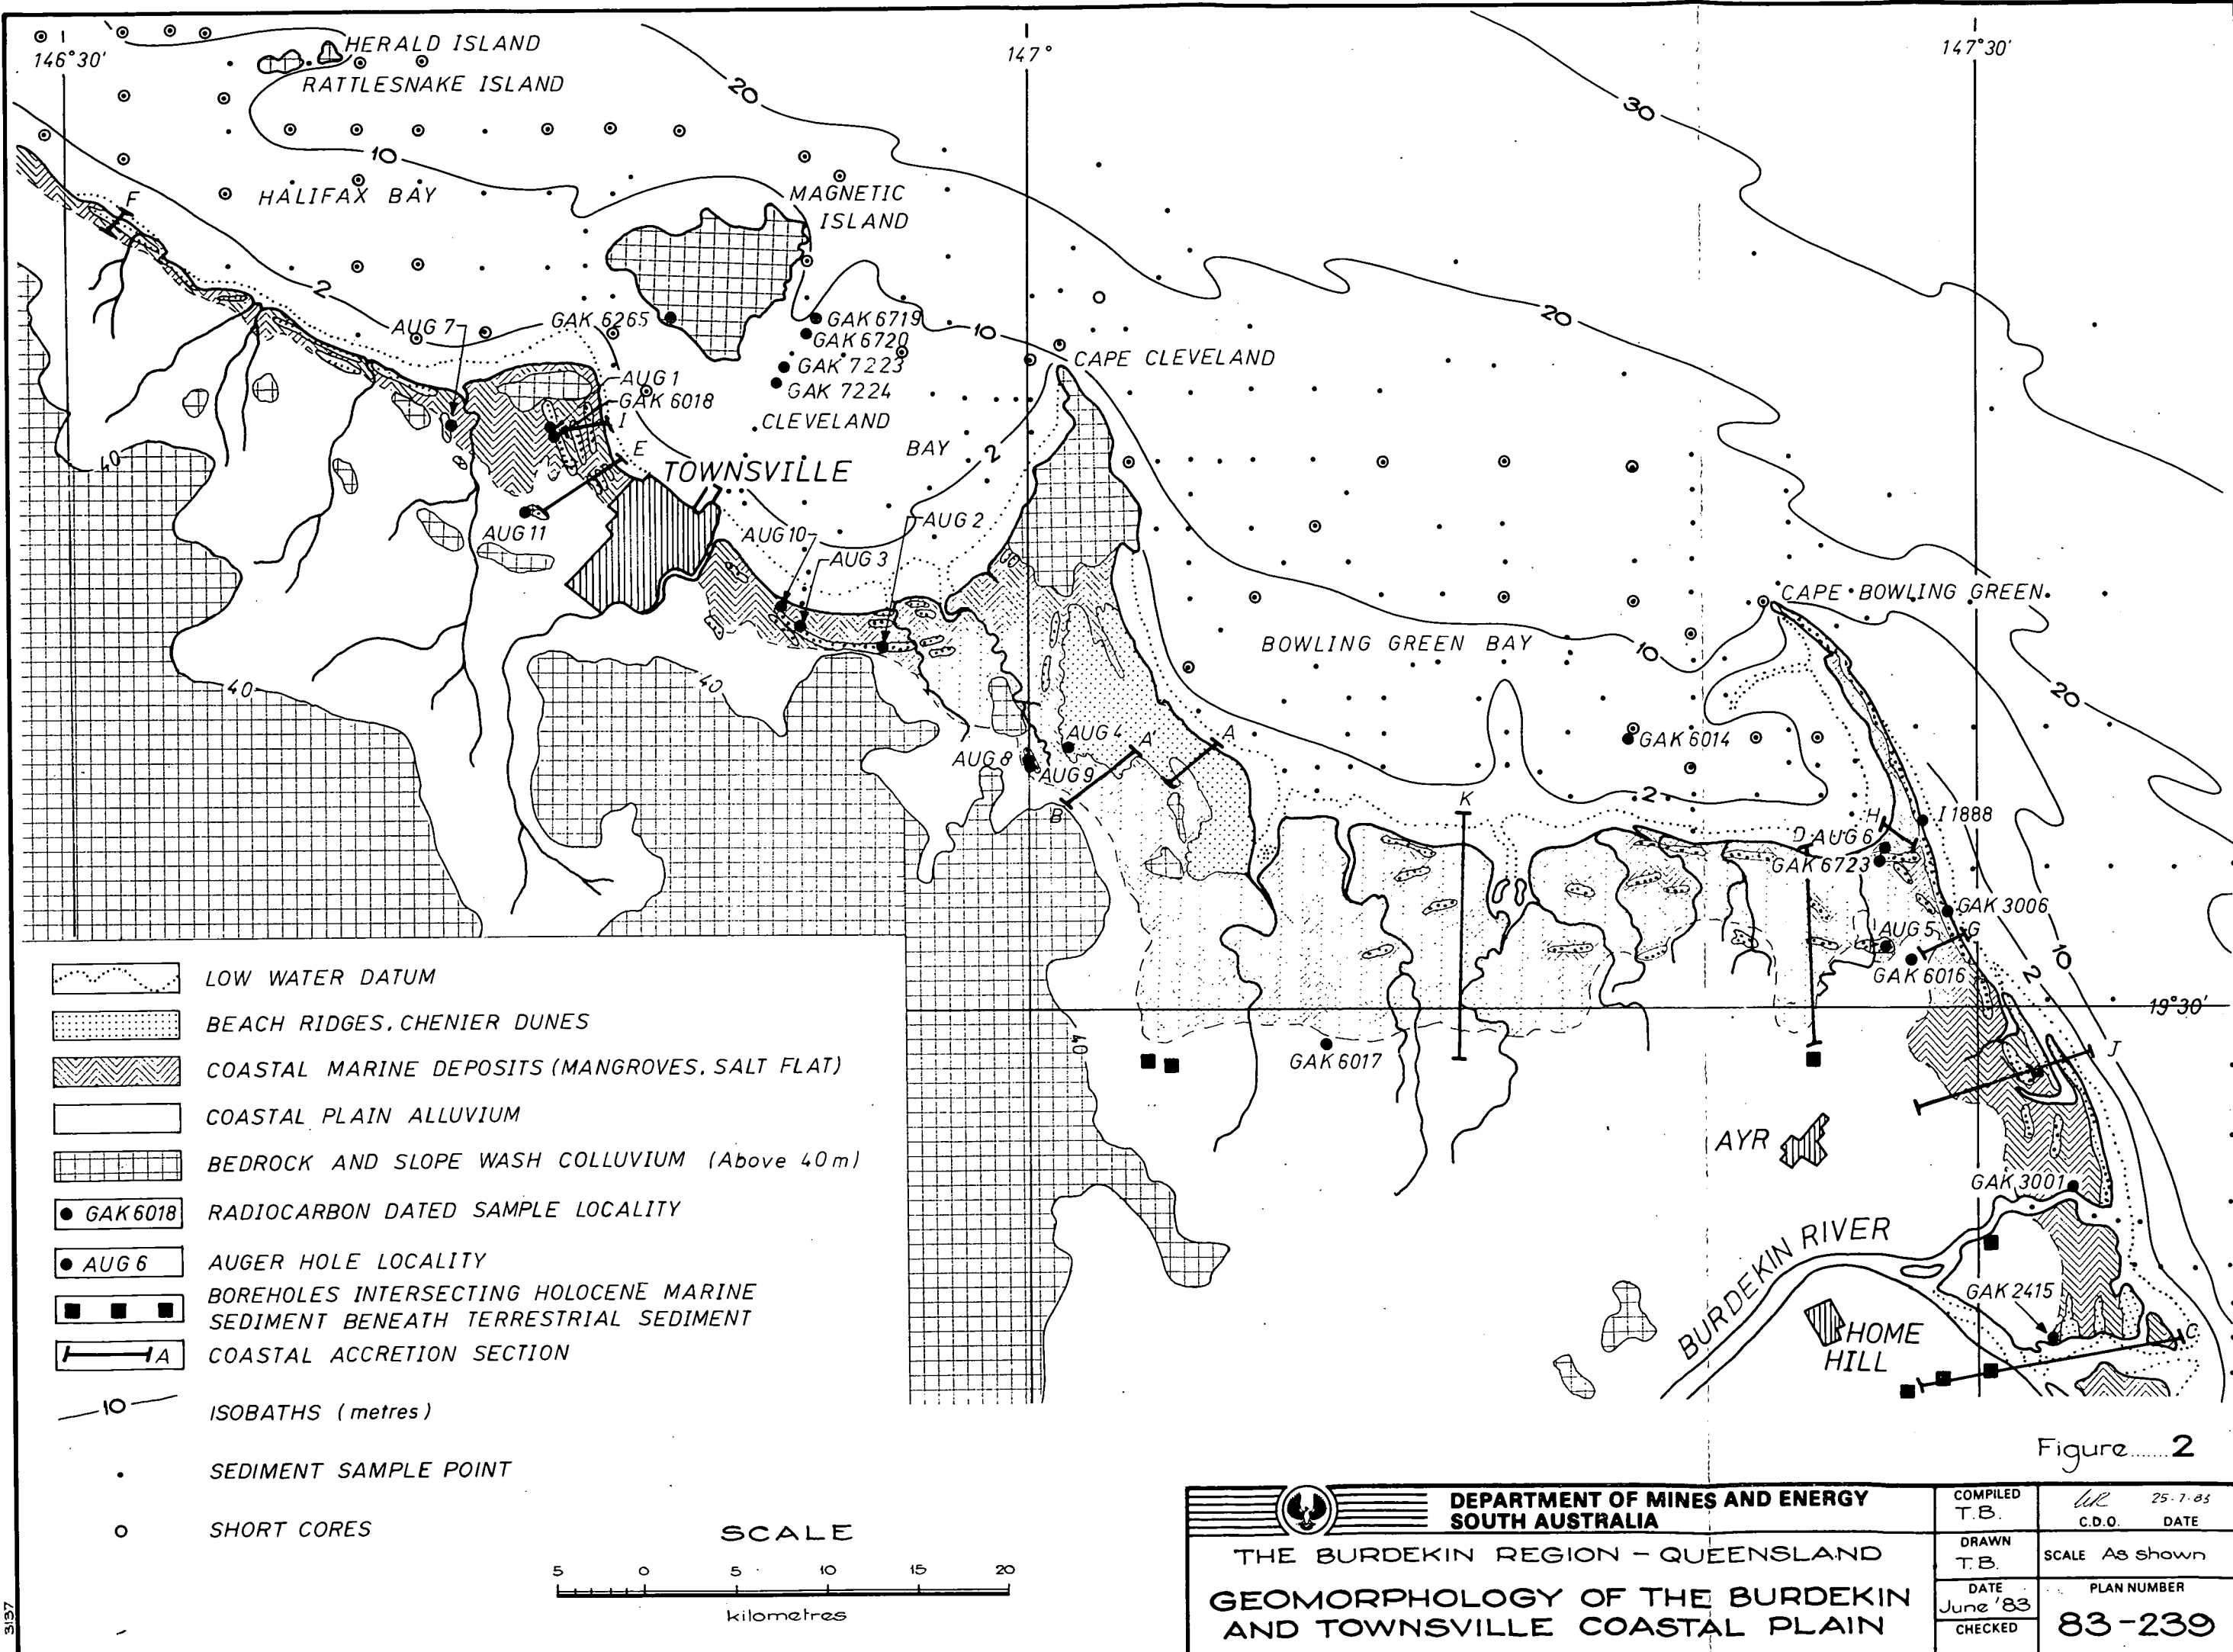 146°30'
147°
147°30'
HERALD ISLAND
RATTLESNAKE ISLAND
20
30
10
MAGNETIC
ISLAND
HALIFAX BAY
F
2
AUG 7
GAK 6265
GAK 6719
GAK 6720
GAK 7223
GAK 7224
10
20
CAPE CLEVELAND
AUG 1
GAK 6018
I
E
CLEVELAND
BAY
2
40
TOWNSVILLE
AUG 11
AUG 10
AUG 3
AUG 2
CAPE BOWLING GREEN
BOWLING GREEN BAY
10
20
40
40
AUG 4
A'
A
AUG 8
AUG 9
B
GAK 6014
K
2
H
I 1888
D
AUG 6
GAK 6723
GAK 3006
AUG 5
G
GAK 6016
2
10
19°30'
40
GAK 6017
J
AYR
GAK 3001
BURDEKIN RIVER
GAK 2415
HOME
HILL
C
LOW WATER DATUM
BEACH RIDGES, CHENIER DUNES
COASTAL MARINE DEPOSITS (MANGROVES, SALT FLAT)
COASTAL PLAIN ALLUVIUM
BEDROCK AND SLOPE WASH COLLUVIUM (Above 40m)
GAK 6018 RADIOCARBON DATED SAMPLE LOCALITY
AUG 6 AUGER HOLE LOCALITY
BOREHOLES INTERSECTING HOLOCENE MARINE
SEDIMENT BENEATH TERRESTRIAL SEDIMENT
A COASTAL ACCRETION SECTION
10 ISOBATHS (metres)
SEDIMENT SAMPLE POINT
SHORT CORES
SCALE
5 0 5 10 15 20
kilometres
Figure......2
DEPARTMENT OF MINES AND ENERGY
SOUTH AUSTRALIA
THE BURDEKIN REGION - QUEENSLAND
GEOMORPHOLOGY OF THE BURDEKIN
AND TOWNSVILLE COASTAL PLAIN
COMPILED
T.B.
25-7-83
C.D.O. DATE
DRAWN
T.B.
SCALE As shown
DATE
June '83
PLAN NUMBER
CHECKED
83-239
3137